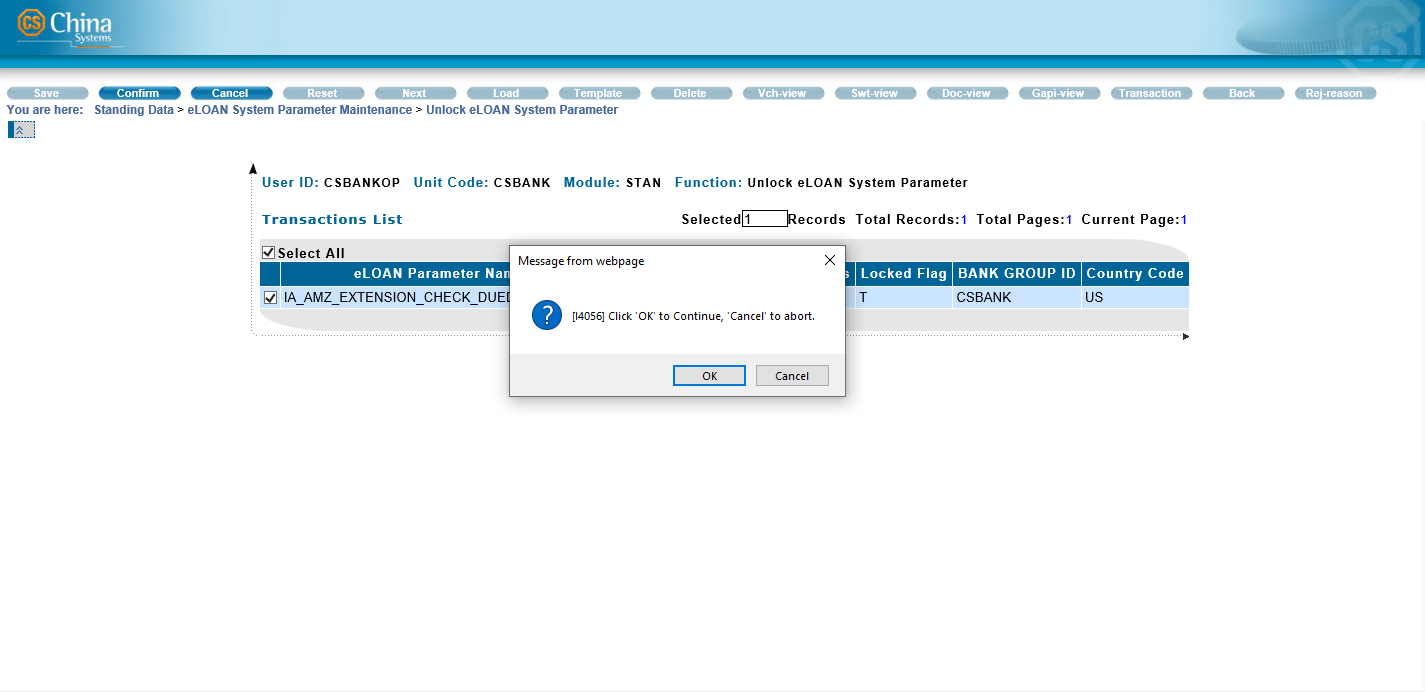 CS China
Systems
Save Confirm Cancel Reset Next Load Template Delete Vch-view Swt-view Doc-view Gapi-view Transaction Back Rej-reason
You are here: Standing Data > eLOAN System Parameter Maintenance > Unlock eLOAN System Parameter
User ID: CSBANKOP Unit Code: CSBANK Module: STAN Function: Unlock eLOAN System Parameter
Transactions List Selected 1 Records Total Records:1 Total Pages:1 Current Page:1
Select All
eLOAN Parameter Locked Flag BANK GROUP ID Country Code
IA_AMZ_EXTENSION_CHECK_DUED T CSBANK US
Message from webpage
?
[I4056] Click 'OK' to Continue, 'Cancel' to abort.
OK Cancel